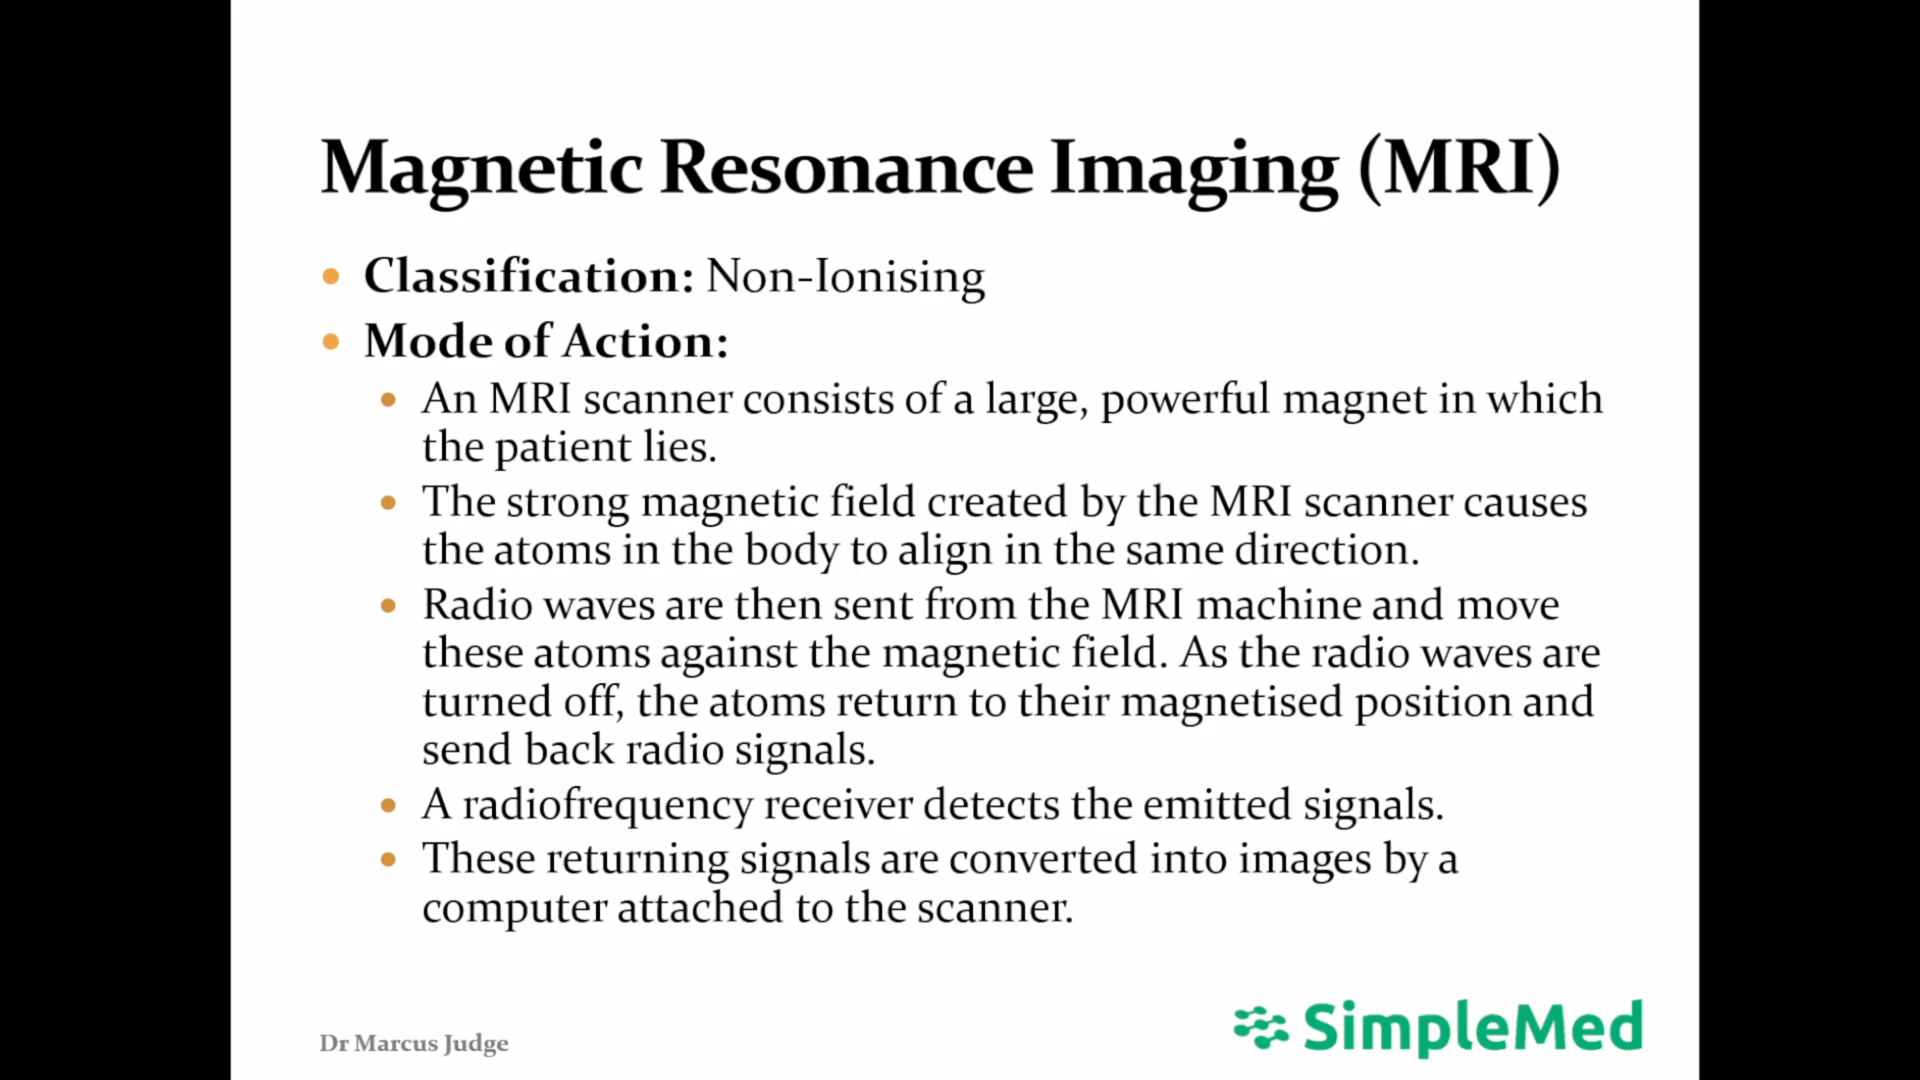 Magnetic Resonance Imaging (MRI)
• Classification: Non-Ionising
• Mode of Action:
• An MRI scanner consists of a large, powerful magnet in which
the patient lies.
• The strong magnetic field created by the MRI scanner causes
the atoms in the body to align in the same direction.
• Radio waves are then sent from the MRI machine and move
these atoms against the magnetic field. As the radio waves are
turned off, the atoms return to their magnetised position and
send back radio signals.
• A radiofrequency receiver detects the emitted signals.
• These returning signals are converted into images by a
computer attached to the scanner.
Dr Marcus Judge
SimpleMed